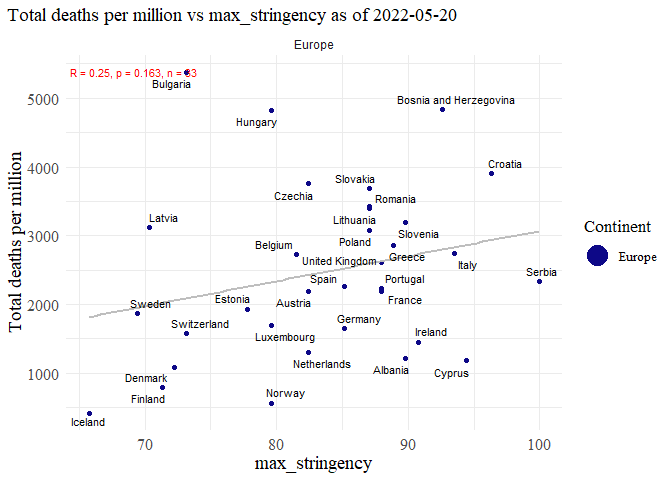 Total deaths per million vs max_stringency as of 2022-05-20
Europe
R = 0.25, p = 0.163, n = 33
Bulgaria
Bosnia and Herzegovina
Hungary
Croatia
Slovakia
Czechia
Romania
Latvia
Lithuania
Slovenia
Poland
Belgium
Greece
United Kingdom
Italy
Serbia
Spain
Portugal
Sweden
Estonia
Austria
France
Switzerland
Germany
Luxembourg
Ireland
Netherlands
Albania
Cyprus
Denmark
Finland
Norway
Iceland
5000
4000
3000
2000
1000
70 80 90 100
max_stringency
Total deaths per million
Continent
Europe